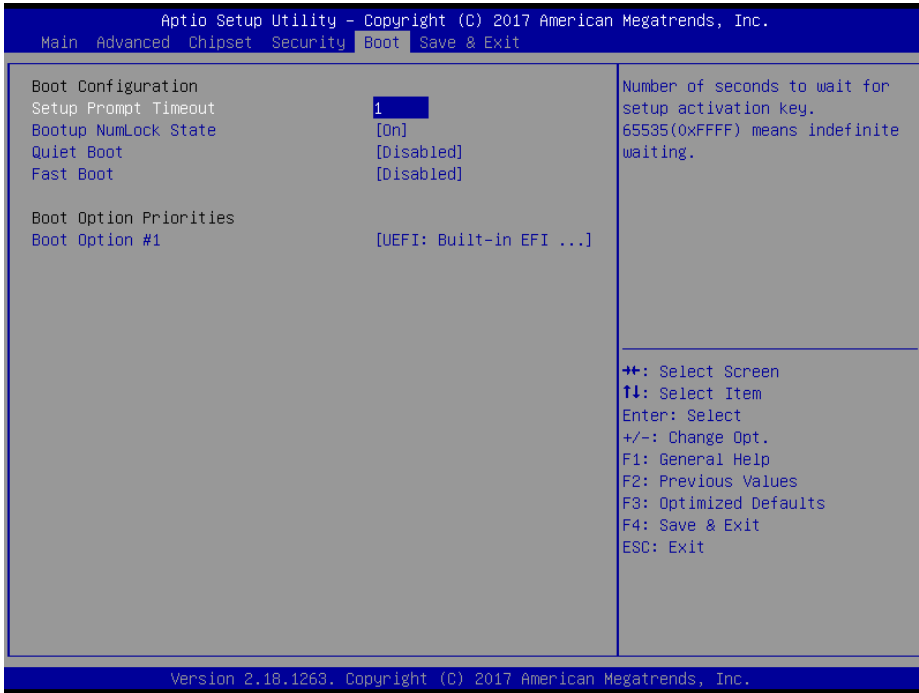 Aptio Setup Utility – Copyright (C) 2017 American Megatrends, Inc.
Main Advanced Chipset Security Boot Save & Exit
Boot Configuration
Setup Prompt Timeout 1
Bootup NumLock State [On]
Quiet Boot [Disabled]
Fast Boot [Disabled]
Boot Option Priorities
Boot Option #1 [UEFI: Built-in EFI ...]
Number of seconds to wait for
setup activation key.
65535(0xFFFF) means indefinite
waiting.
→←: Select Screen
↑↓: Select Item
Enter: Select
+/-: Change Opt.
F1: General Help
F2: Previous Values
F3: Optimized Defaults
F4: Save & Exit
ESC: Exit
Version 2.18.1263. Copyright (C) 2017 American Megatrends, Inc.